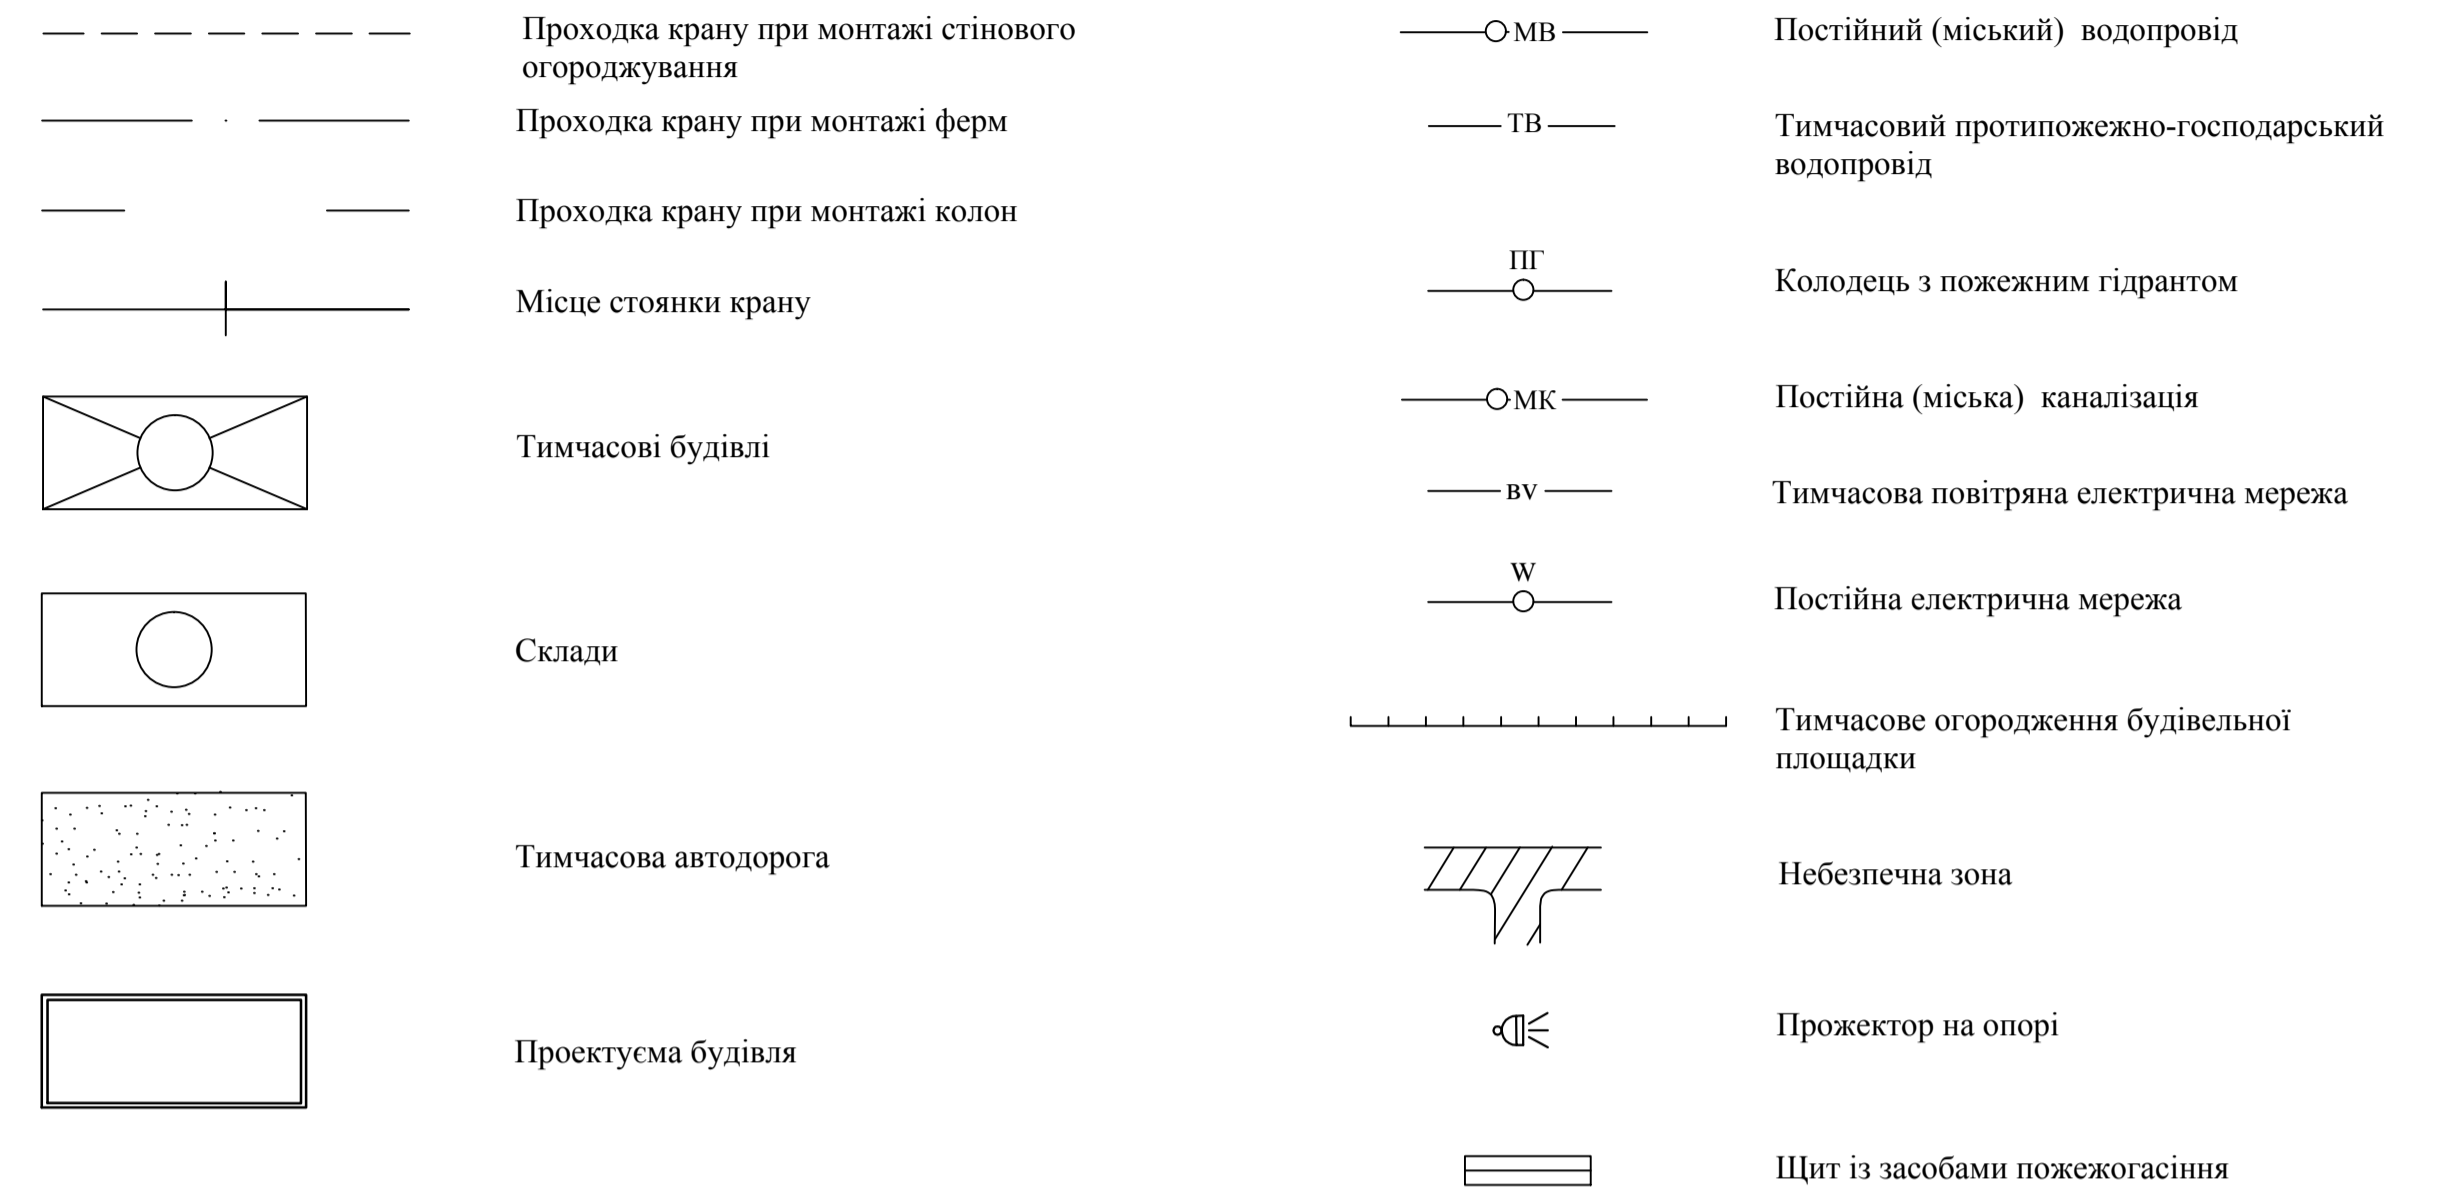 Проходка крану при монтажі стінового
огороджування
Проходка крану при монтажі ферм
Проходка крану при монтажі колон
Місце стоянки крану
Тимчасові будівлі
Склади
Тимчасова автодорога
Проектуєма будівля
МВ
Постійний (міський) водопровід
ТВ
Тимчасовий протипожежно-господарський
водопровід
ПГ
Колодець з пожежним гідрантом
МК
Постійна (міська) каналізація
вv
Тимчасова повітряна електрична мережа
W
Постійна електрична мережа
Тимчасове огородження будівельної
площадки
Небезпечна зона
Прожектор на опорі
Щит із засобами пожежогасіння